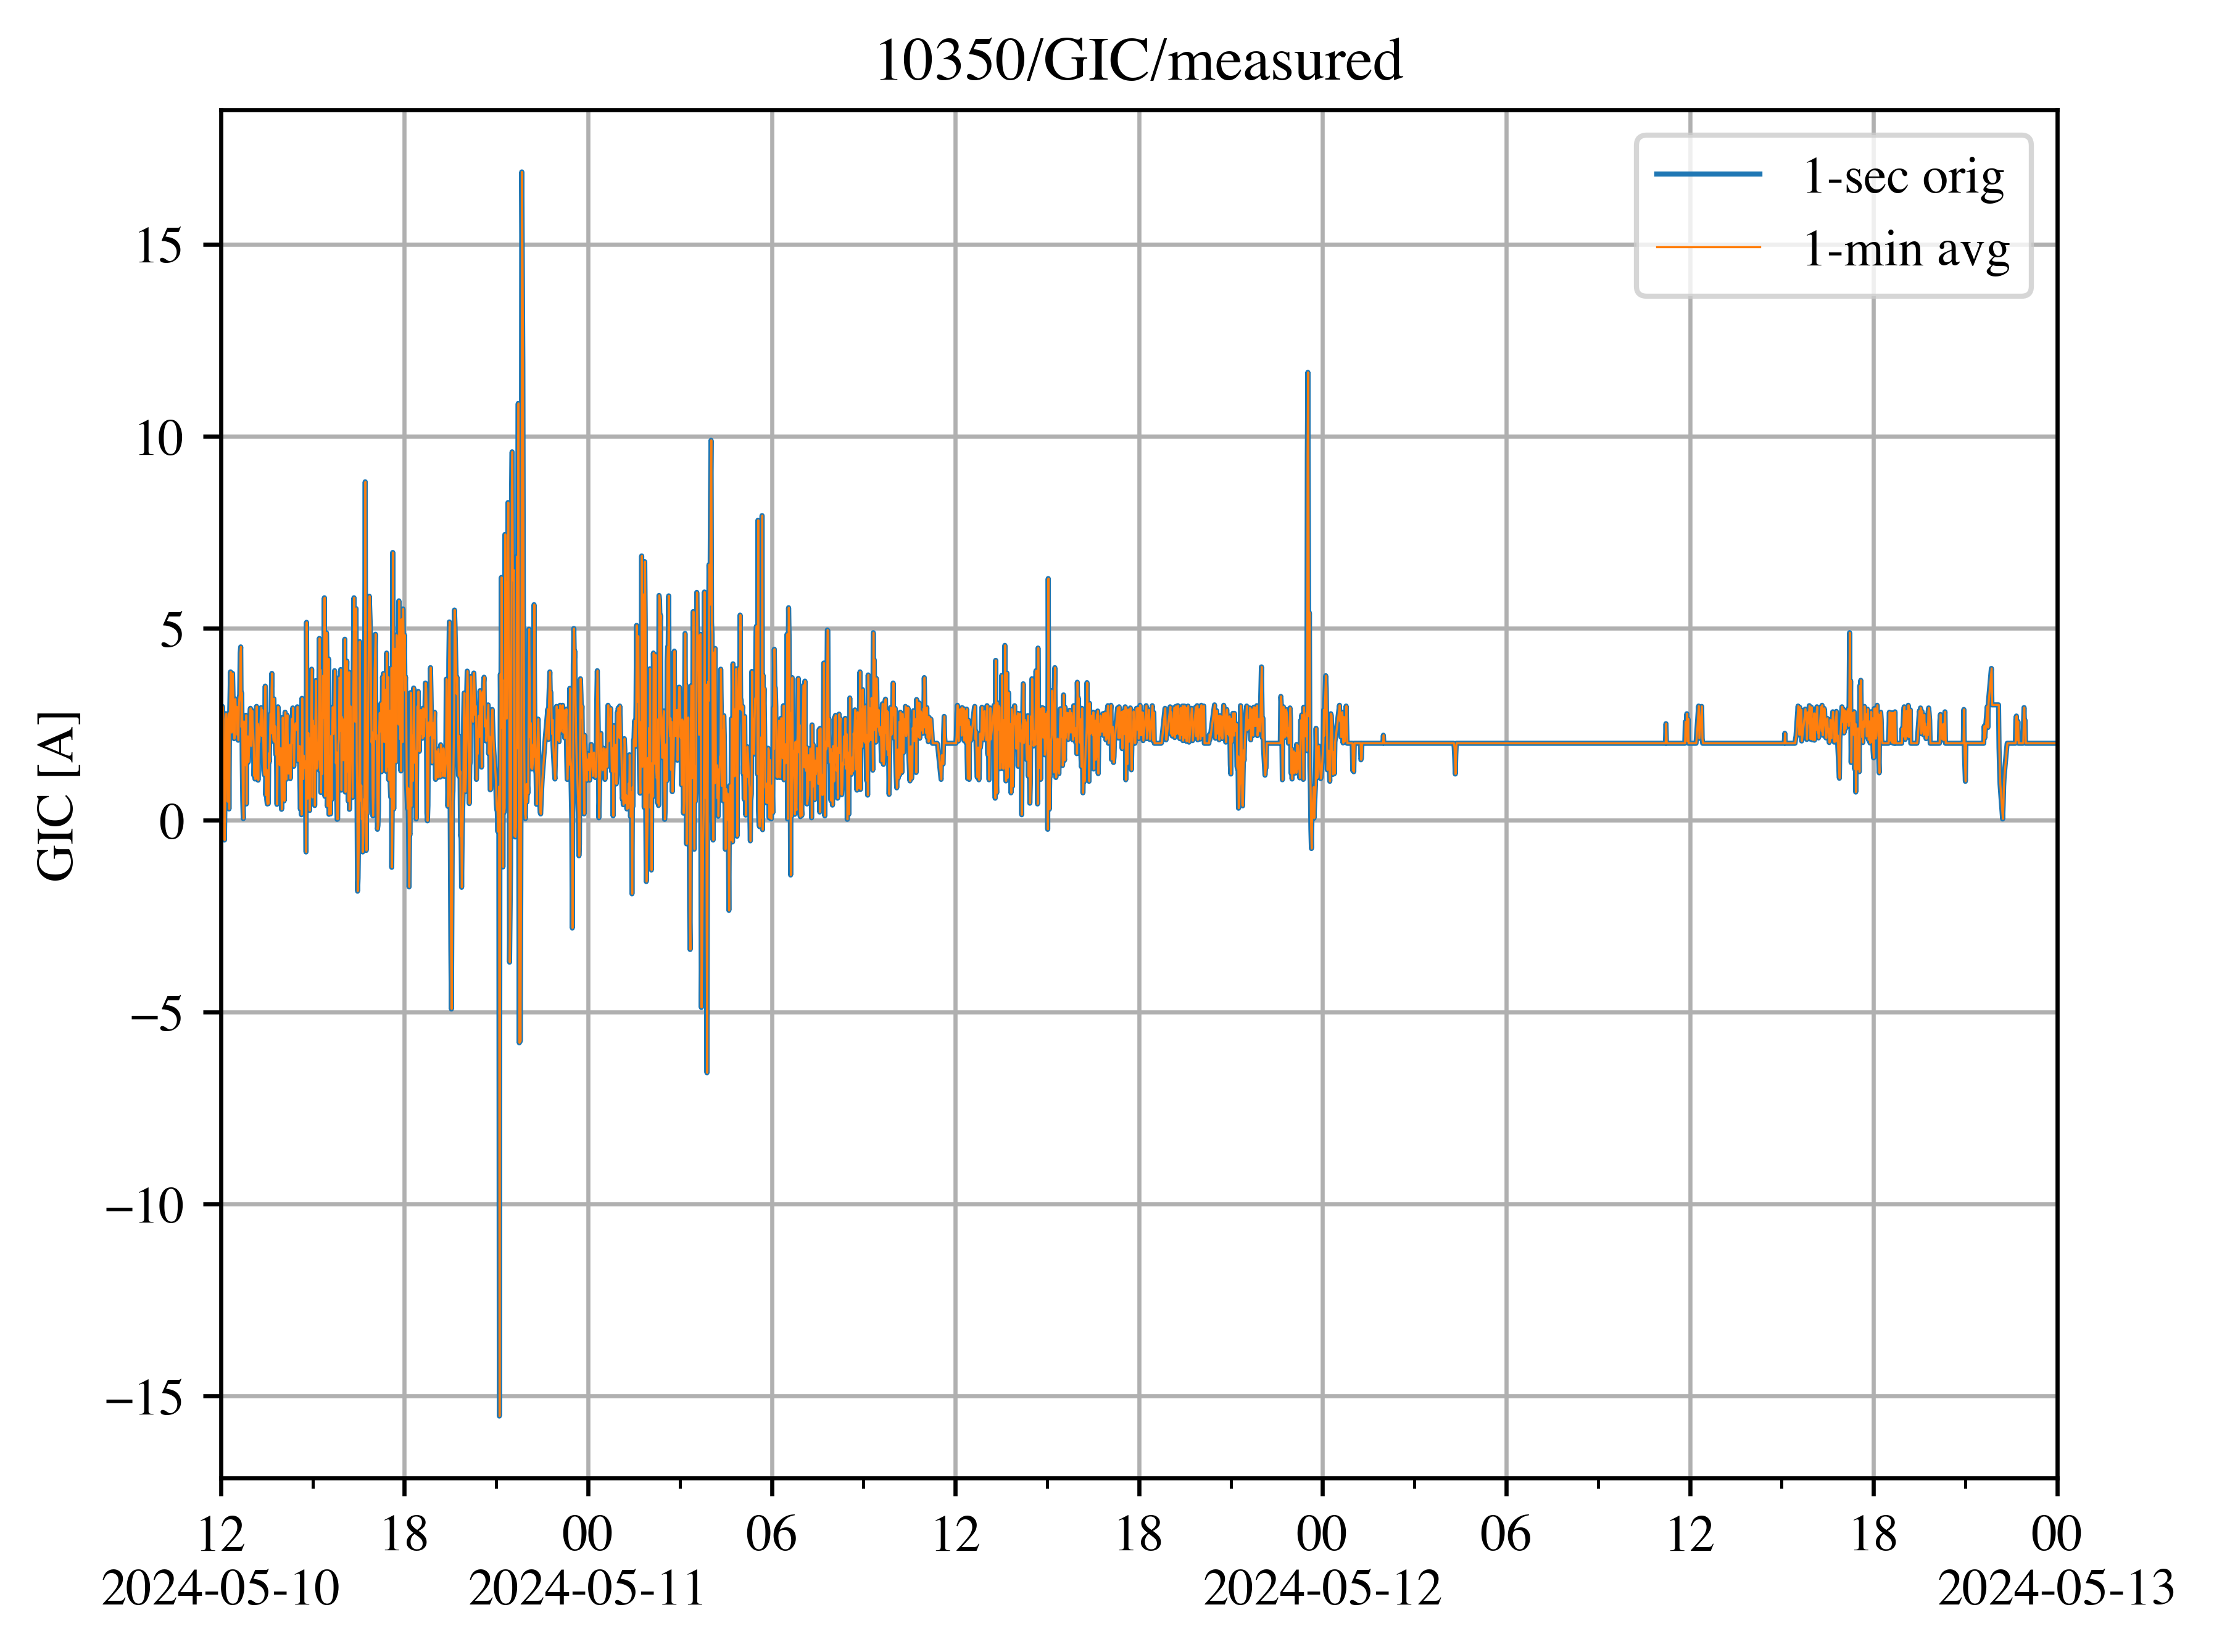 10350/GIC/measured
1-sec orig
1-min avg
15
10
5
0
−5
−10
−15
GIC [A]
12 18 00 06 12 18 00 06 12 18 00
2024-05-10 2024-05-11 2024-05-12 2024-05-13